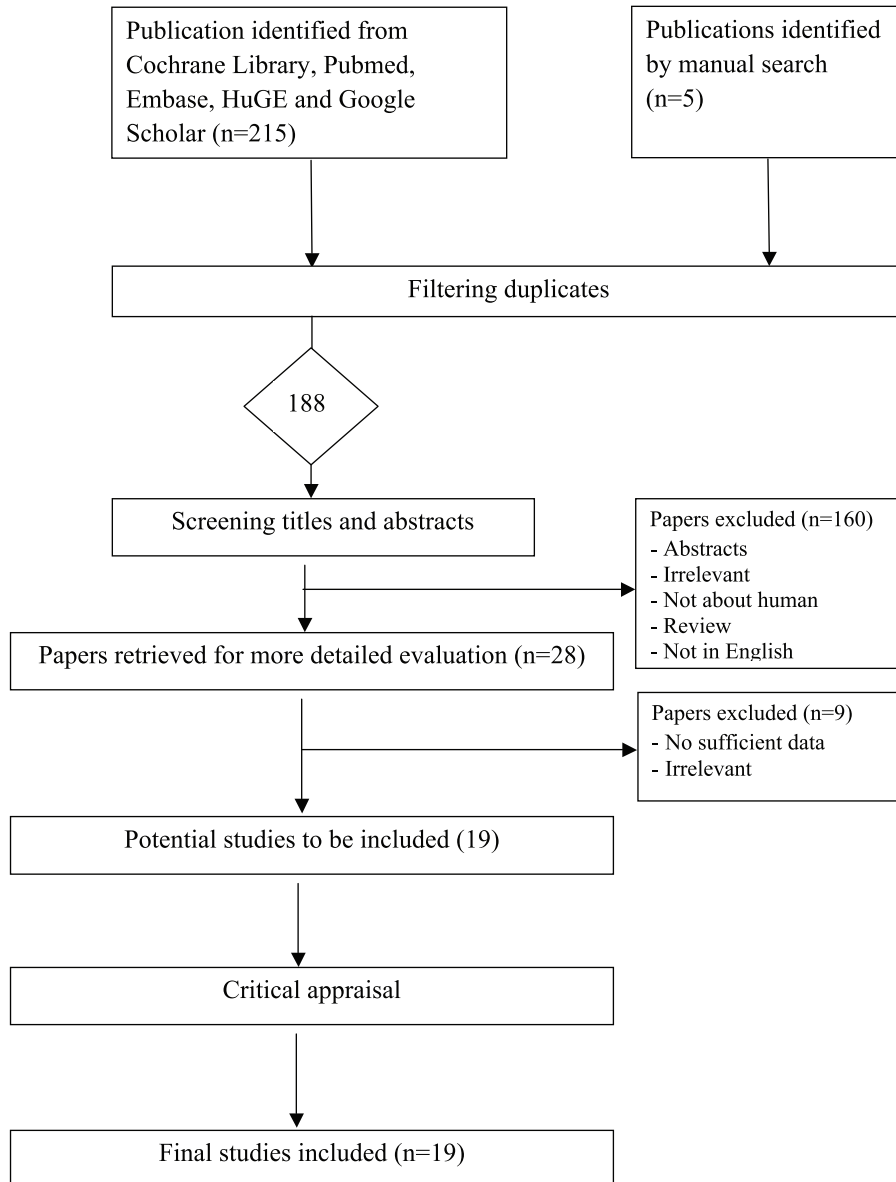 Publication identified from
Cochrane Library, Pubmed,
Embase, HuGE and Google
Scholar (n=215)
Publications identified
by manual search
(n=5)
Filtering duplicates
188
Screening titles and abstracts
Papers excluded (n=160)
- Abstracts
- Irrelevant
- Not about human
- Review
- Not in English
Papers retrieved for more detailed evaluation (n=28)
Papers excluded (n=9)
- No sufficient data
- Irrelevant
Potential studies to be included (19)
Critical appraisal
Final studies included (n=19)